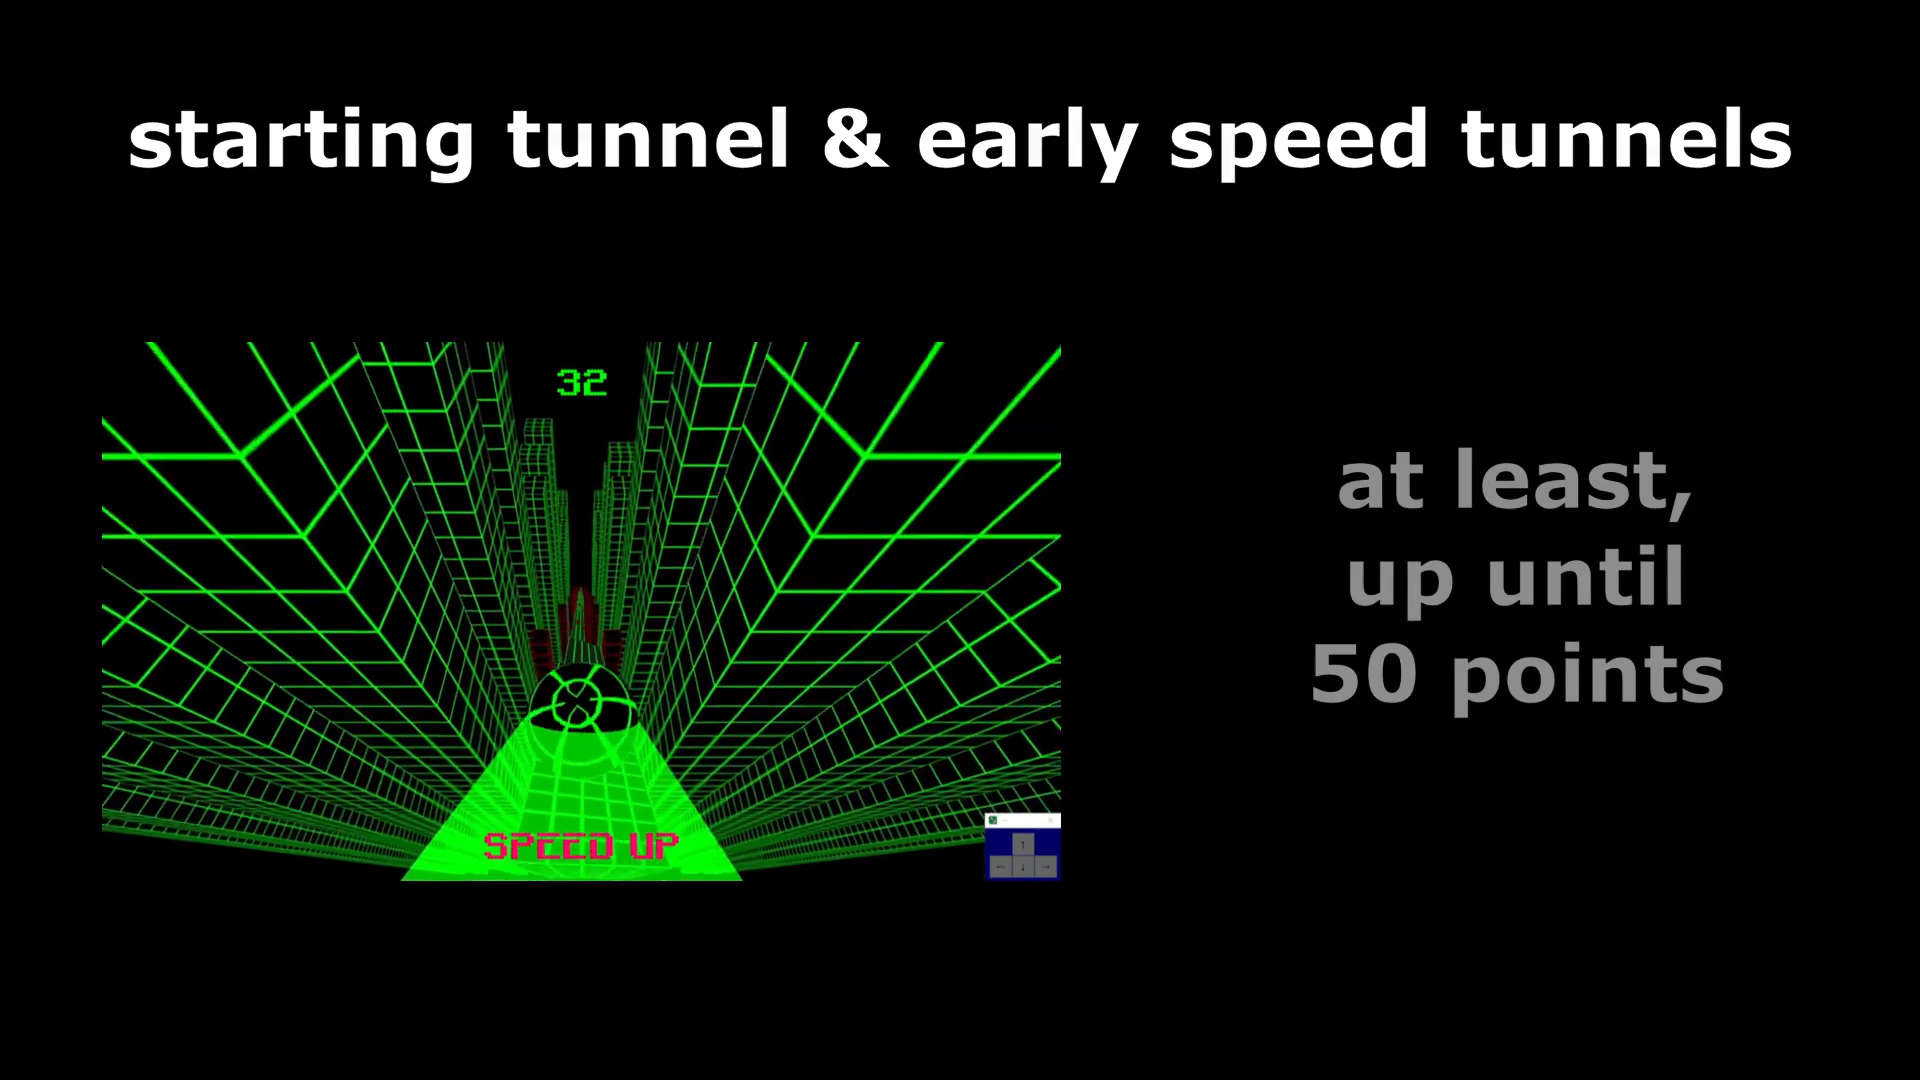 starting tunnel & early speed tunnels
32
at least,
up until
50 points
SPEED UP
↑
← ↓ →